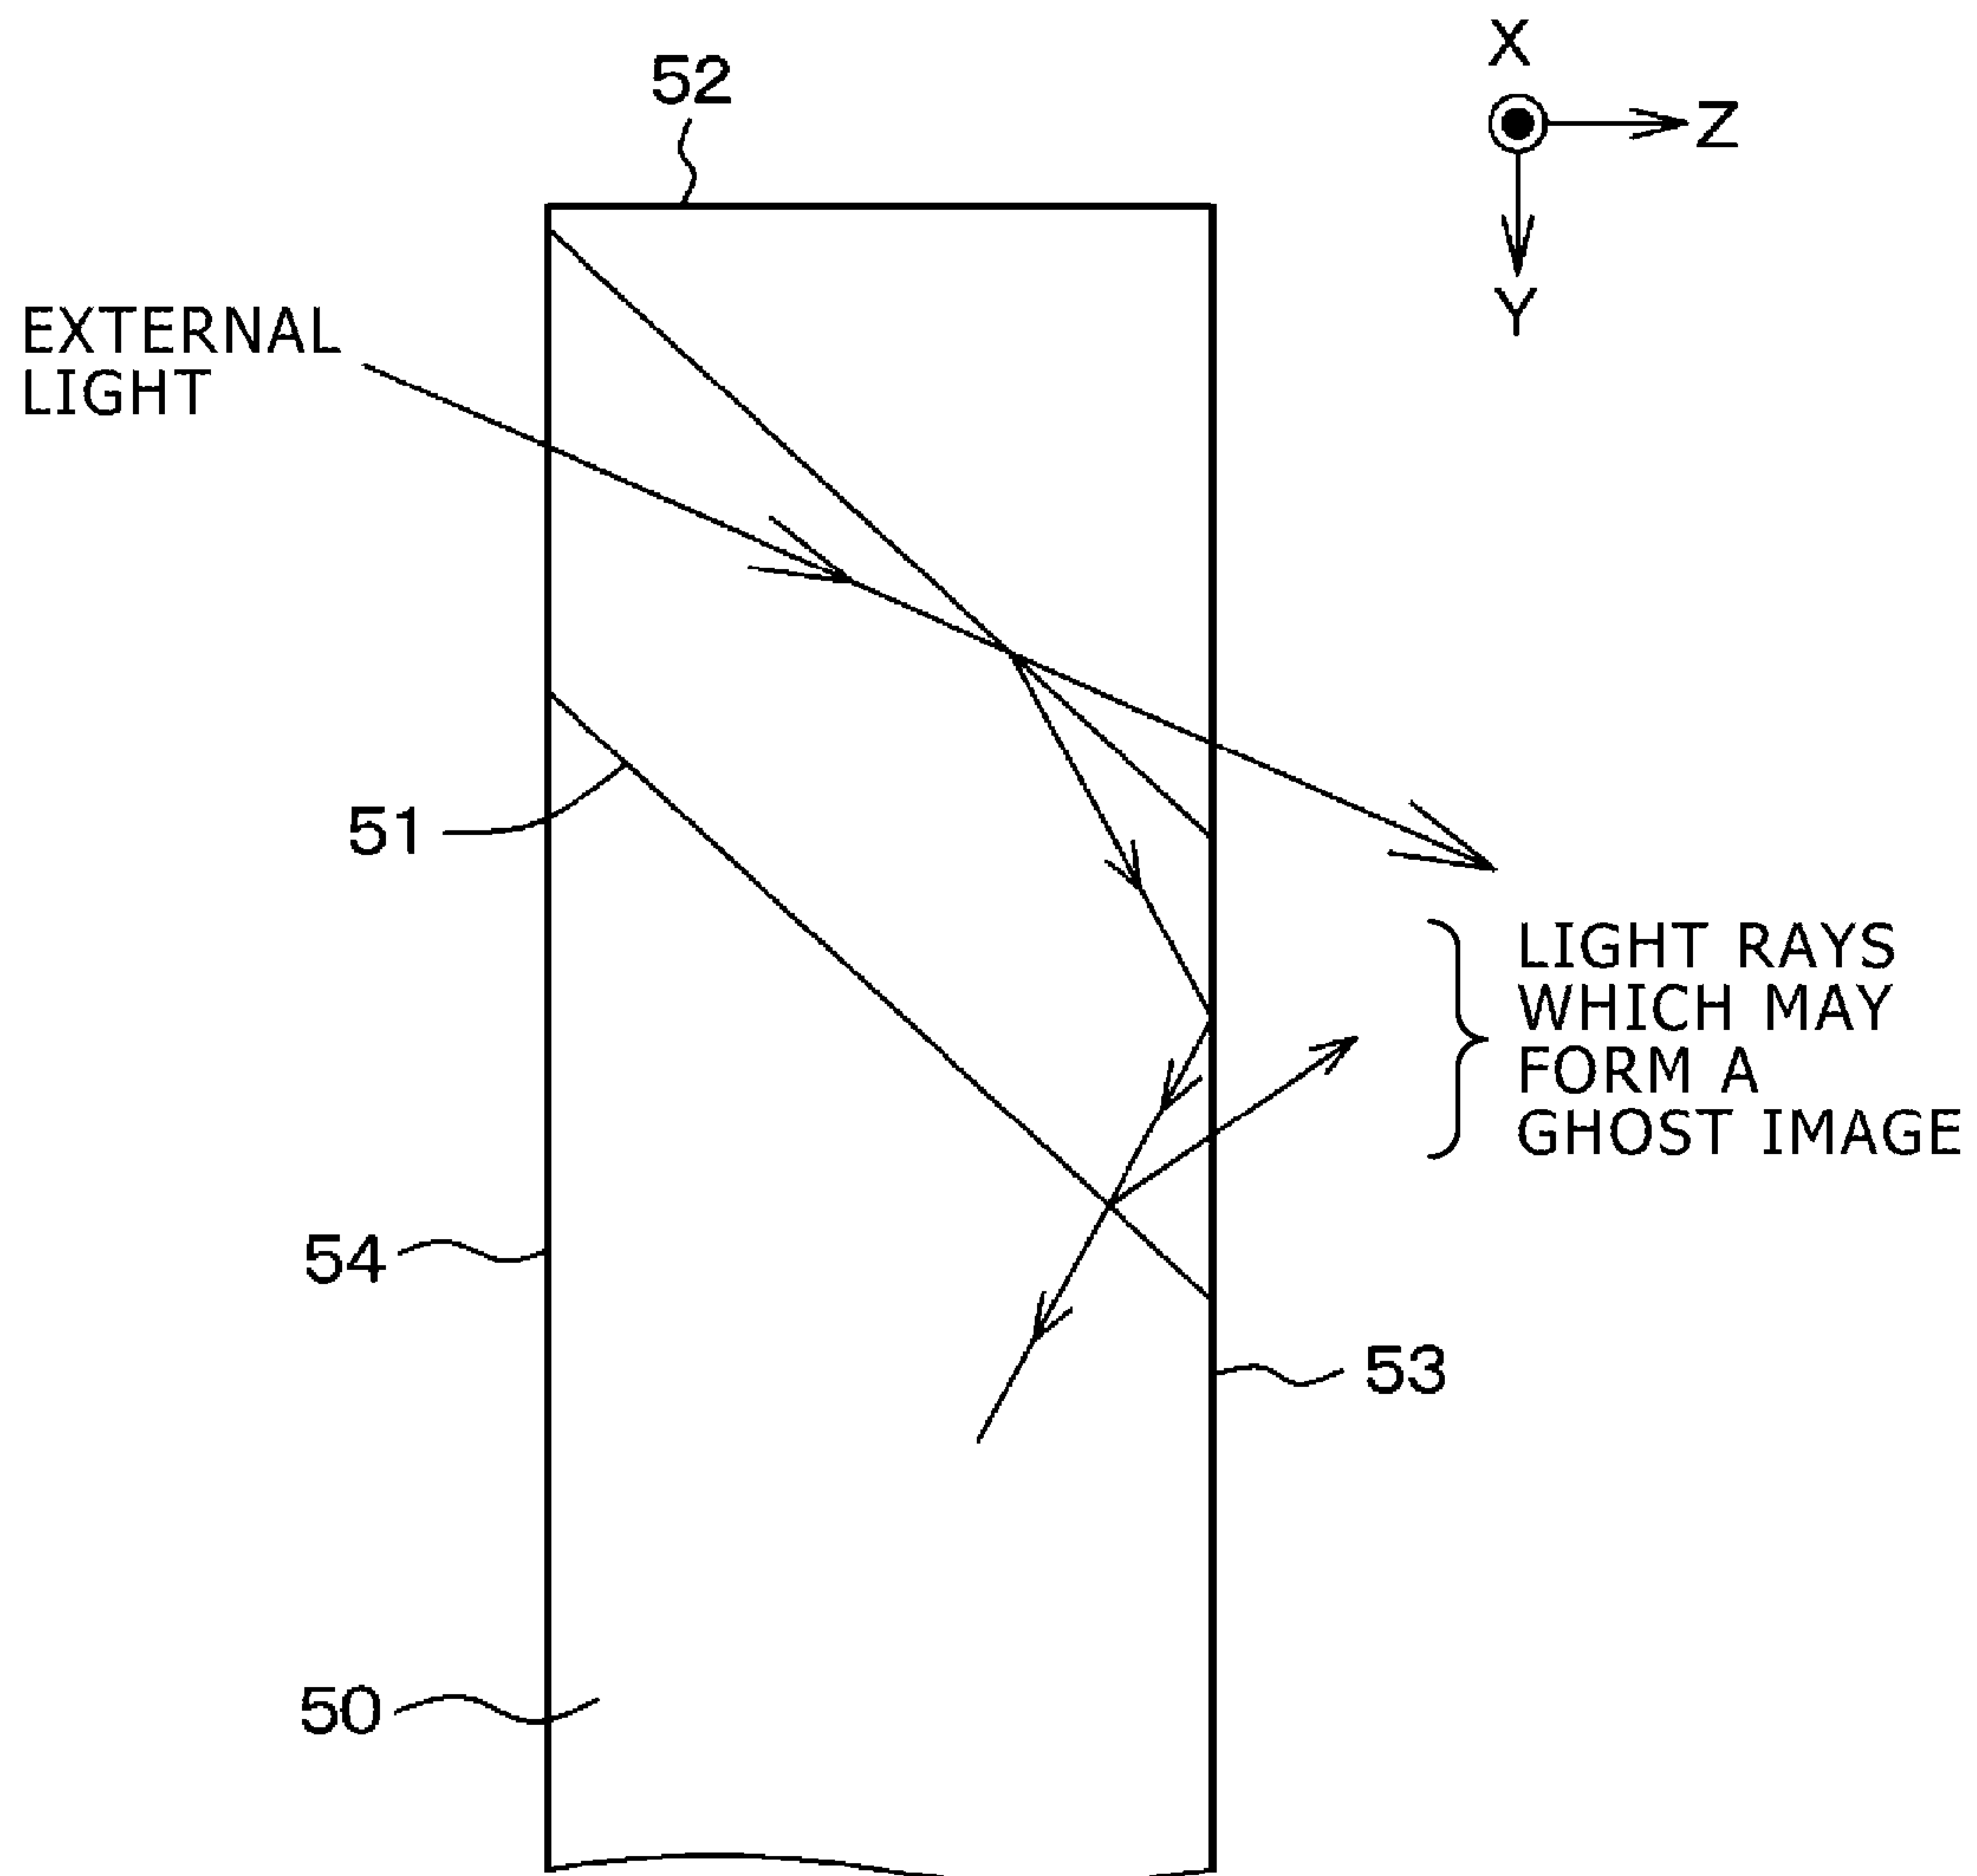 52
X
Z
Y
EXTERNAL
LIGHT
51
LIGHT RAYS
WHICH MAY
FORM A
GHOST IMAGE
54
53
50